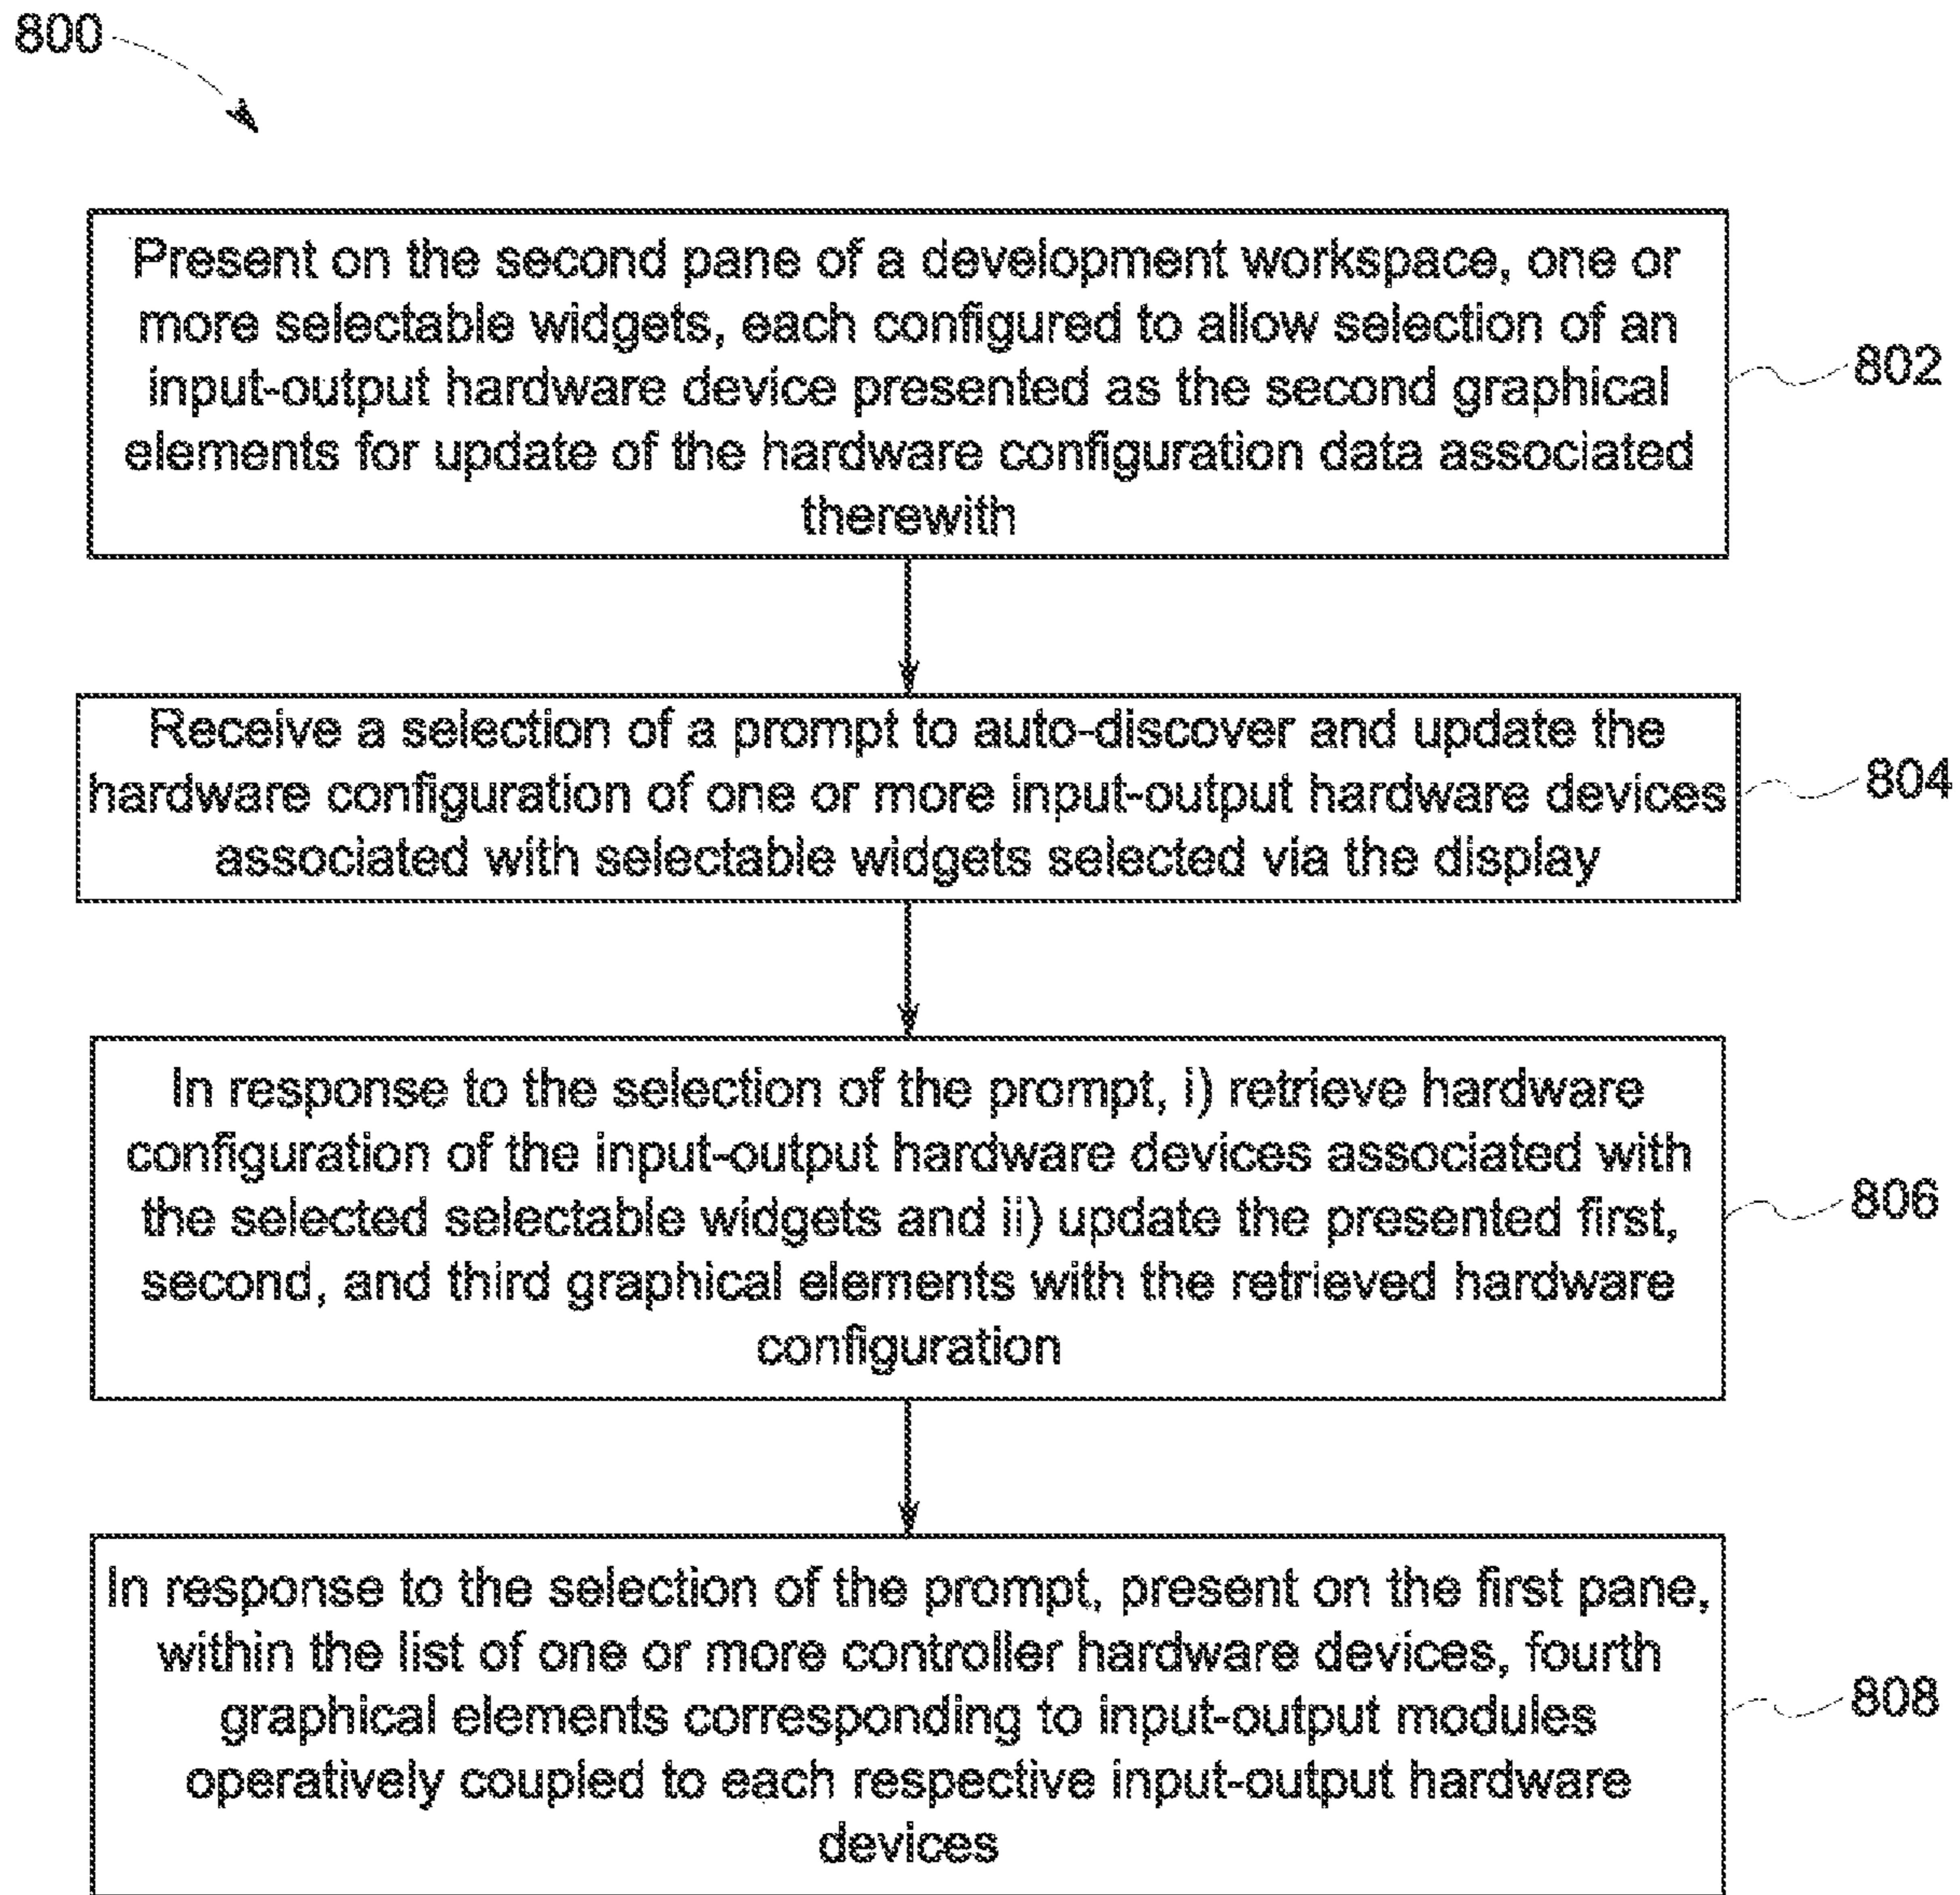 800
Present on the second pane of a development workspace, one or
more selectable widgets, each configured to allow selection of an
input-output hardware device presented as the second graphical
elements for update of the hardware configuration data associated
therewith
802
Receive a selection of a prompt to auto-discover and update the
hardware configuration of one or more input-output hardware devices
associated with selectable widgets selected via the display
804
In response to the selection of the prompt, i) retrieve hardware
configuration of the input-output hardware devices associated with
the selected selectable widgets and ii) update the presented first,
second, and third graphical elements with the retrieved hardware
configuration
806
In response to the selection of the prompt, present on the first pane,
within the list of one or more controller hardware devices, fourth
graphical elements corresponding to input-output modules
operatively coupled to each respective input-output hardware
devices
808